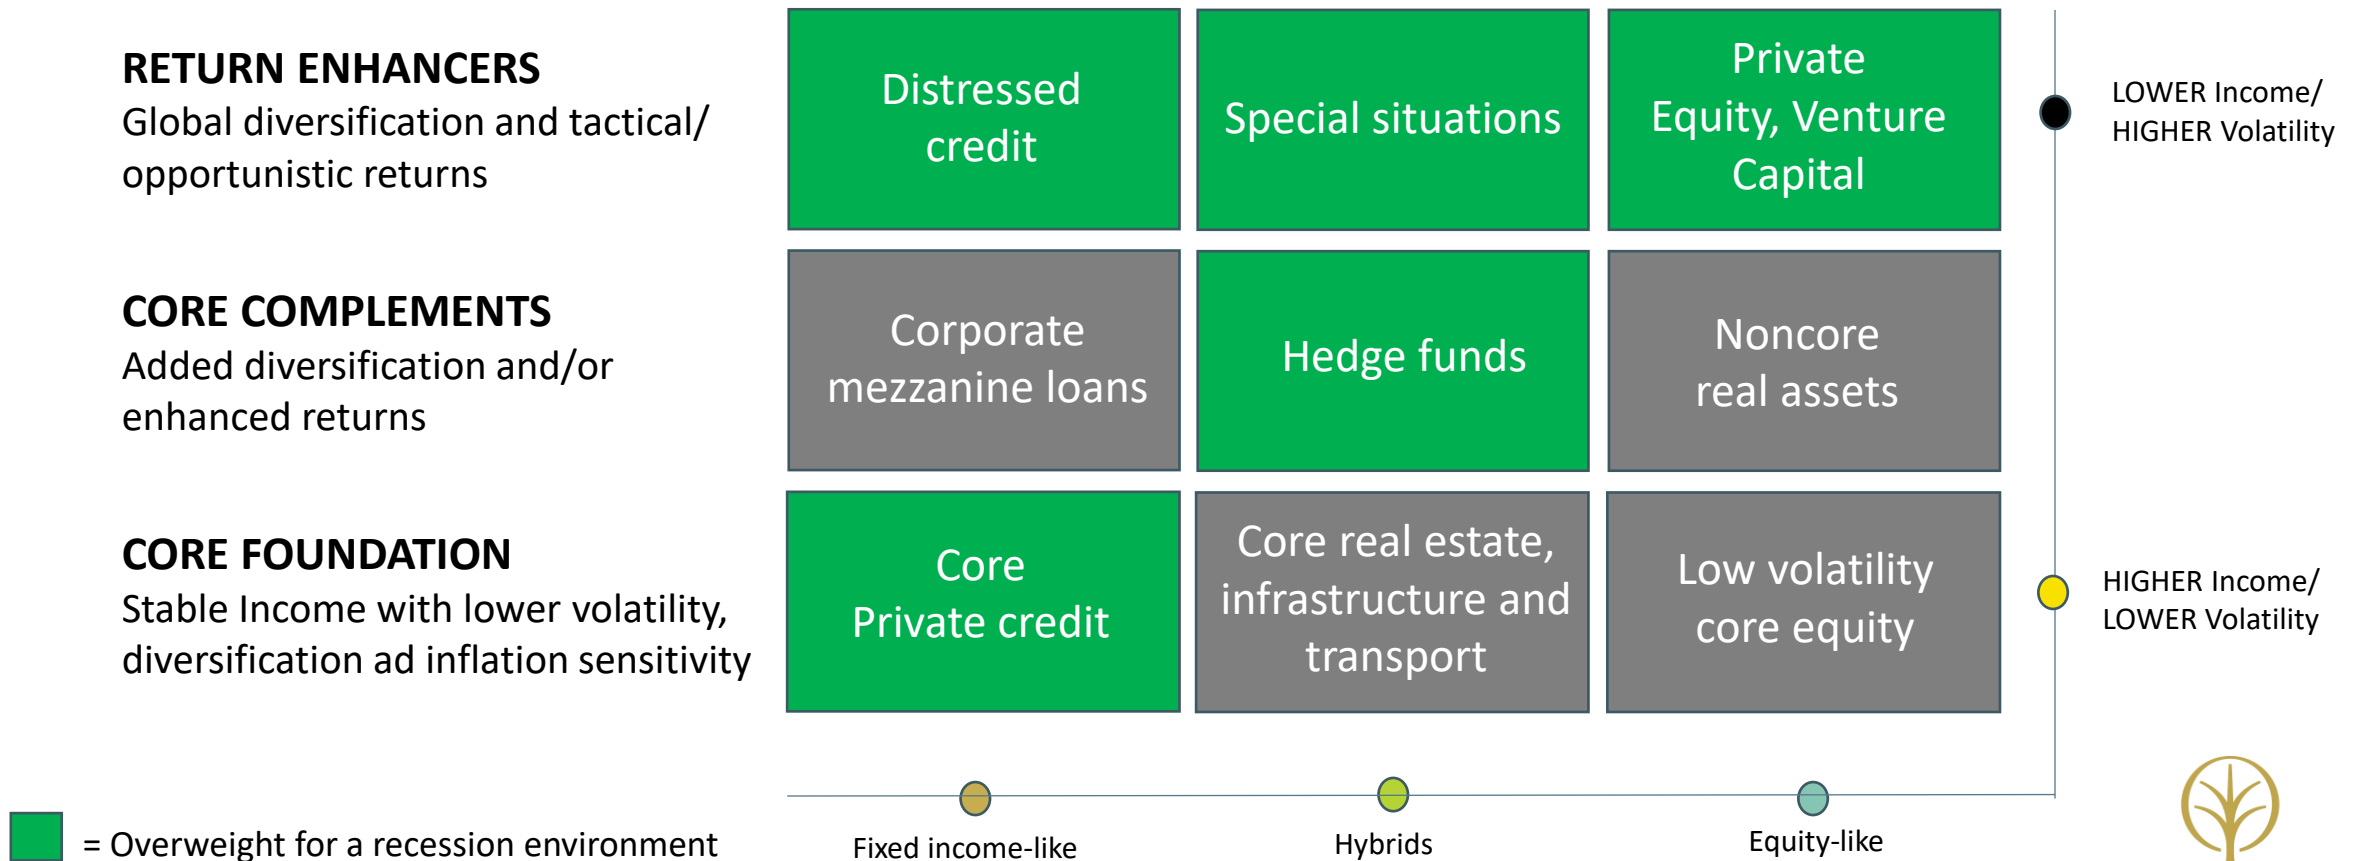 RETURN ENHANCERS
Global diversification and tactical/
opportunistic returns
Distressed
credit
Special situations
Private
Equity, Venture
Capital
LOWER Income/
HIGHER Volatility
CORE COMPLEMENTS
Added diversification and/or
enhanced returns
Corporate
mezzanine loans
Hedge funds
Noncore
real assets
CORE FOUNDATION
Stable Income with lower volatility,
diversification ad inflation sensitivity
Core
Private credit
Core real estate,
infrastructure and
transport
Low volatility
core equity
HIGHER Income/
LOWER Volatility
= Overweight for a recession environment
Fixed income-like
Hybrids
Equity-like